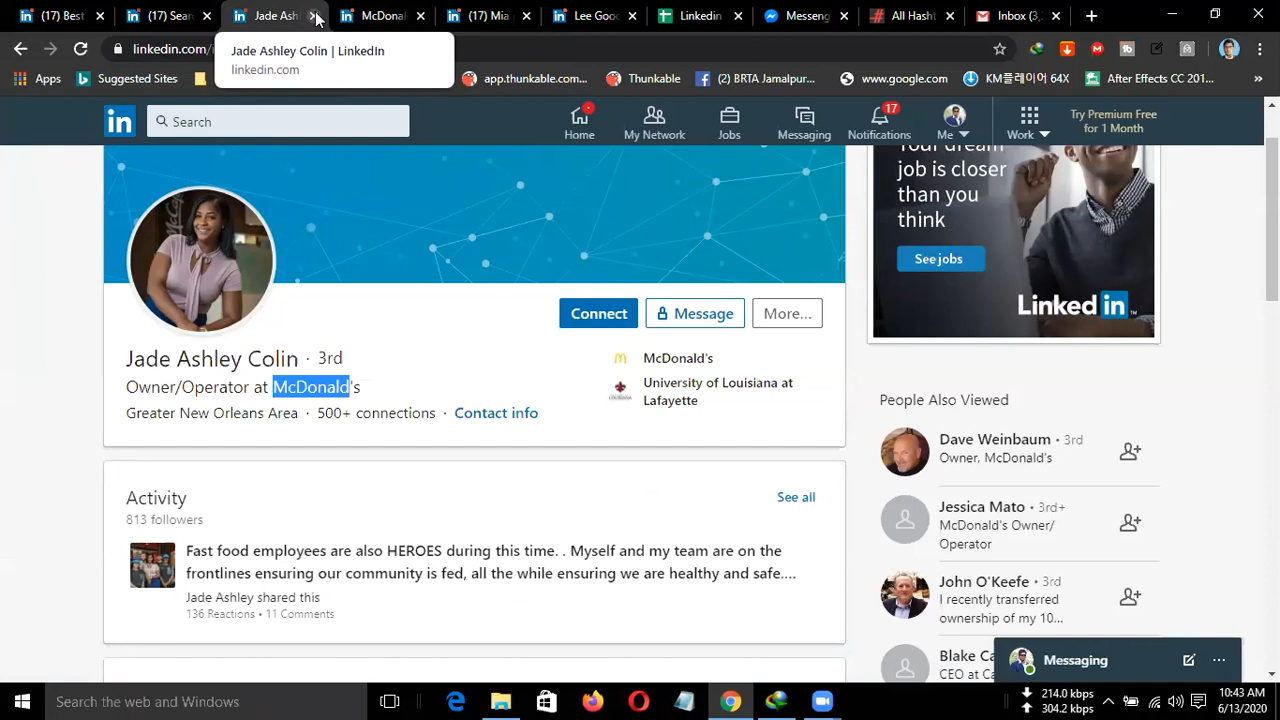 (17) Best
(17) Sear
Jade Ash
McDonal
(17) Mia
Lee Goo
Linkedin
Messeng
All Hasht
Inbox (3,
linkedin.com/
Jade Ashley Colin | LinkedIn
linkedin.com
Apps
Suggested Sites
app.thunkable.com...
Thunkable
(2) BRTA Jamalpur...
www.google.com
KM플레이어 64X
After Effects CC 201...
Search
Home
My Network
Jobs
Messaging
17
Notifications
Me
Work
Try Premium Free
for 1 Month
Your dream
job is closer
than you
think
See jobs
Linked in
Connect
Message
More...
Jade Ashley Colin · 3rd
Owner/Operator at McDonald's
Greater New Orleans Area · 500+ connections · Contact info
McDonald's
University of Louisiana at
Lafayette
People Also Viewed
Dave Weinbaum • 3rd
Owner, McDonald's
Jessica Mato • 3rd+
McDonald's Owner/
Operator
John O'Keefe • 3rd
I recently transferred
ownership of my 10...
Blake Ca
CEO at Ca
Activity
See all
813 followers
Fast food employees are also HEROES during this time. . Myself and my team are on the
frontlines ensuring our community is fed, all the while ensuring we are healthy and safe....
Jade Ashley shared this
136 Reactions • 11 Comments
Messaging
Search the web and Windows
214.0 kbps
304.2 kbps
10:43 AM
6/13/2020